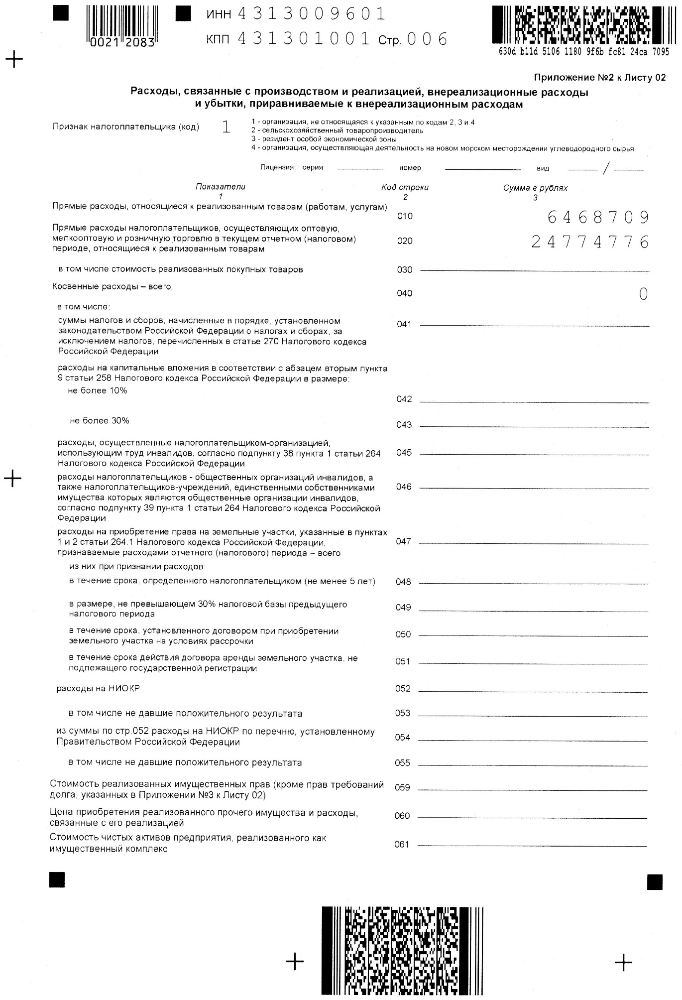 ИНН 4313009601
0021 2083
КПП 431301001 Стр. 006
630d b11d 5106 1180 9f6b fc81 24ca 7095
Приложение №2 к Листу 02
Расходы, связанные с производством и реализацией, внереализационные расходы
и убытки, приравниваемые к внереализационным расходам
Признак налогоплательщика (код) 1
1 - организация, не относящаяся к указанным по кодам 2, 3 и 4
2 - сельскохозяйственный товаропроизводитель
3 - резидент особой экономической зоны
4 - организация, осуществляющая деятельность на новом морском месторождении углеводородного сырья
Лицензия: серия номер вид /
Показатели Код строки Сумма в рублях
1 2 3
Прямые расходы, относящиеся к реализованным товарам (работам, услугам)
010 6468709
Прямые расходы налогоплательщиков, осуществляющих оптовую,
мелкооптовую и розничную торговлю в текущем отчетном (налоговом)
020 24774776
периоде, относящиеся к реализованным товарам
в том числе стоимость реализованных покупных товаров 030
Косвенные расходы – всего
040 0
в том числе:
суммы налогов и сборов, начисленные в порядке, установленном
041
законодательством Российской Федерации о налогах и сборах, за
исключением налогов, перечисленных в статье 270 Налогового кодекса
Российской Федерации
расходы на капитальные вложения в соответствии с абзацем вторым пункта
9 статьи 258 Налогового кодекса Российской Федерации в размере:
не более 10%
042
не более 30%
043
расходы, осуществленные налогоплательщиком-организацией,
использующим труд инвалидов, согласно подпункту 38 пункта 1 статьи 264 045
Налогового кодекса Российской Федерации
расходы налогоплательщиков - общественных организаций инвалидов, а
также налогоплательщиков-учреждений, единственными собственниками 046
имущества которых являются общественные организации инвалидов,
согласно подпункту 39 пункта 1 статьи 264 Налогового кодекса Российской
Федерации
расходы на приобретение права на земельные участки, указанные в пунктах
1 и 2 статьи 264.1 Налогового кодекса Российской Федерации, 047
признаваемые расходами отчетного (налогового) периода – всего
из них при признании расходов:
в течение срока, определенного налогоплательщиком (не менее 5 лет) 048
в размере, не превышающем 30% налоговой базы предыдущего 049
налогового периода
в течение срока, установленного договором при приобретении 050
земельного участка на условиях рассрочки
в течение срока действия договора аренды земельного участка, не 051
подлежащего государственной регистрации
расходы на НИОКР 052
в том числе не давшие положительного результата 053
из суммы по стр.052 расходы на НИОКР по перечню, установленному 054
Правительством Российской Федерации
в том числе не давшие положительного результата 055
Стоимость реализованных имущественных прав (кроме прав требований 059
долга, указанных в Приложении №3 к Листу 02)
Цена приобретения реализованного прочего имущества и расходы, 060
связанные с его реализацией
Стоимость чистых активов предприятия, реализованного как 061
имущественный комплекс